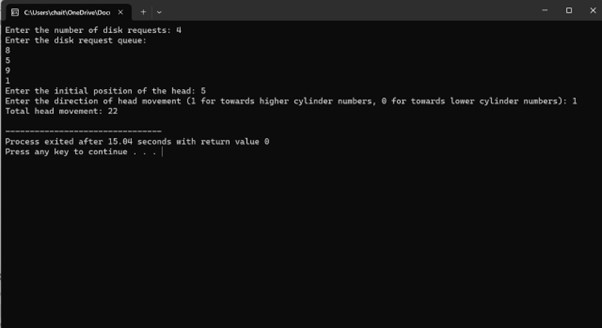 C:\Users\chait\OneDrive\Doc
Enter the number of disk requests: 4
Enter the disk request queue:
8
5
9
1
Enter the initial position of the head: 5
Enter the direction of head movement (1 for towards higher cylinder numbers, 0 for towards lower cylinder numbers): 1
Total head movement: 22
--------------------------------
Process exited after 15.04 seconds with return value 0
Press any key to continue . . .